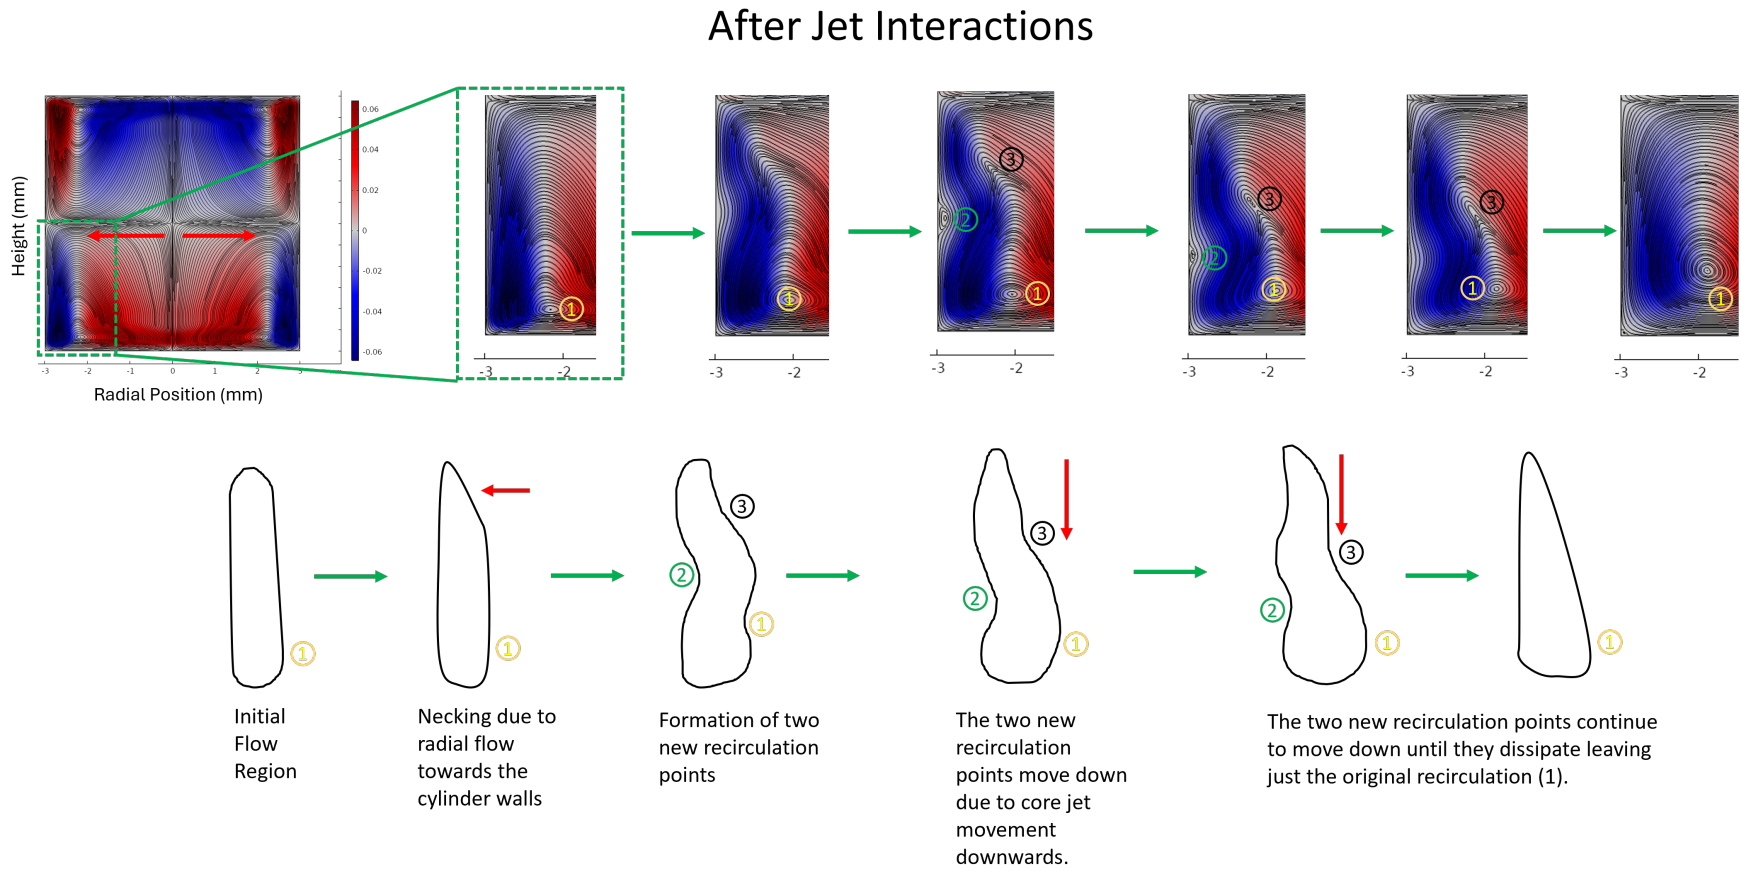 After Jet Interactions
Height (mm)
0.06
0.04
0.02
0
-0.02
-0.04
-0.06
-3 -2 -1 0 1 2 3
Radial Position (mm)
1
-3 -2
1
-3 -2
3
2
1
-3 -2
3
2
1
-3 -2
3
1
-3 -2
1
-3 -2
1
1
3
2
1
3
2
1
3
2
1
1
Initial
Flow
Region
Necking due to
radial flow
towards the
cylinder walls
Formation of two
new recirculation
points
The two new
recirculation
points move down
due to core jet
movement
downwards.
The two new recirculation points continue
to move down until they dissipate leaving
just the original recirculation (1).